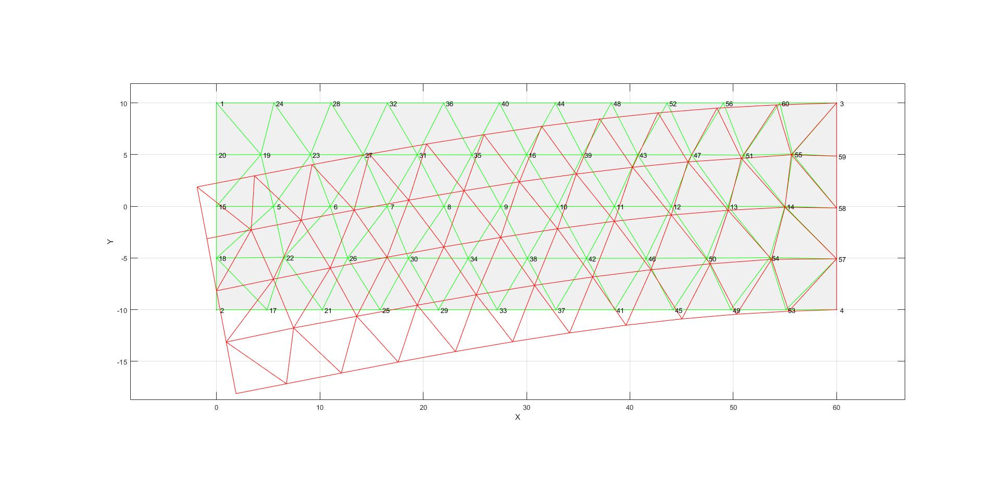 10 1 24 28 32 36 40 44 48 52 56 60 3
5 20 19 23 27 31 35 16 39 43 47 51 55 59
0 15 5 6 7 8 9 10 11 12 13 14 58
Y
-5 18 22 26 30 34 38 42 46 50 54 57
-10 2 17 21 25 29 33 37 41 45 49 53 4
-15
0 10 20 30 40 50 60
X